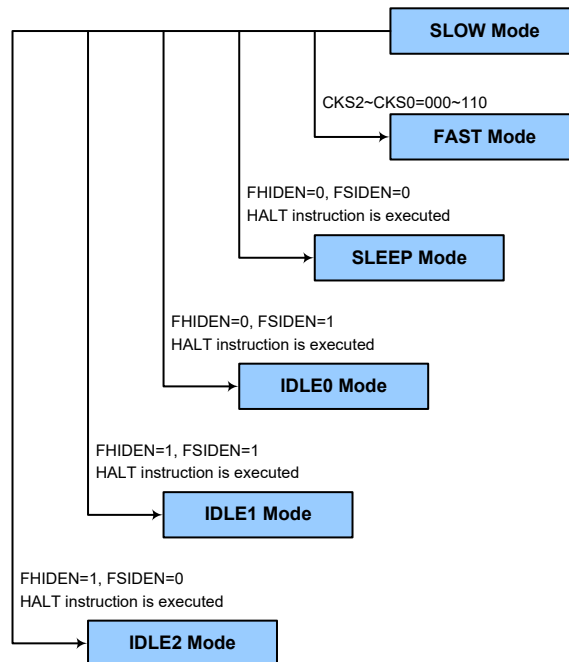 SLOW Mode
CKS2~CKS0=000~110
FAST Mode
FHIDEN=0, FSIDEN=0
HALT instruction is executed
SLEEP Mode
FHIDEN=0, FSIDEN=1
HALT instruction is executed
IDLE0 Mode
FHIDEN=1, FSIDEN=1
HALT instruction is executed
IDLE1 Mode
FHIDEN=1, FSIDEN=0
HALT instruction is executed
IDLE2 Mode